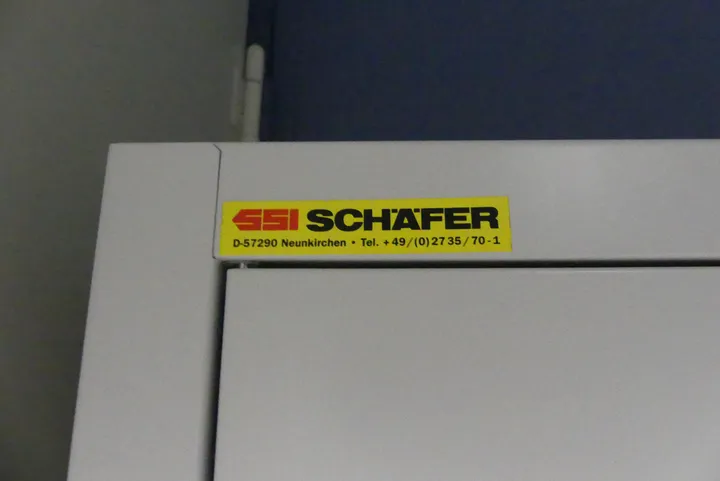 SSI SCHÄFER
D-57290 Neunkirchen • Tel. +49/(0)2735/70-1